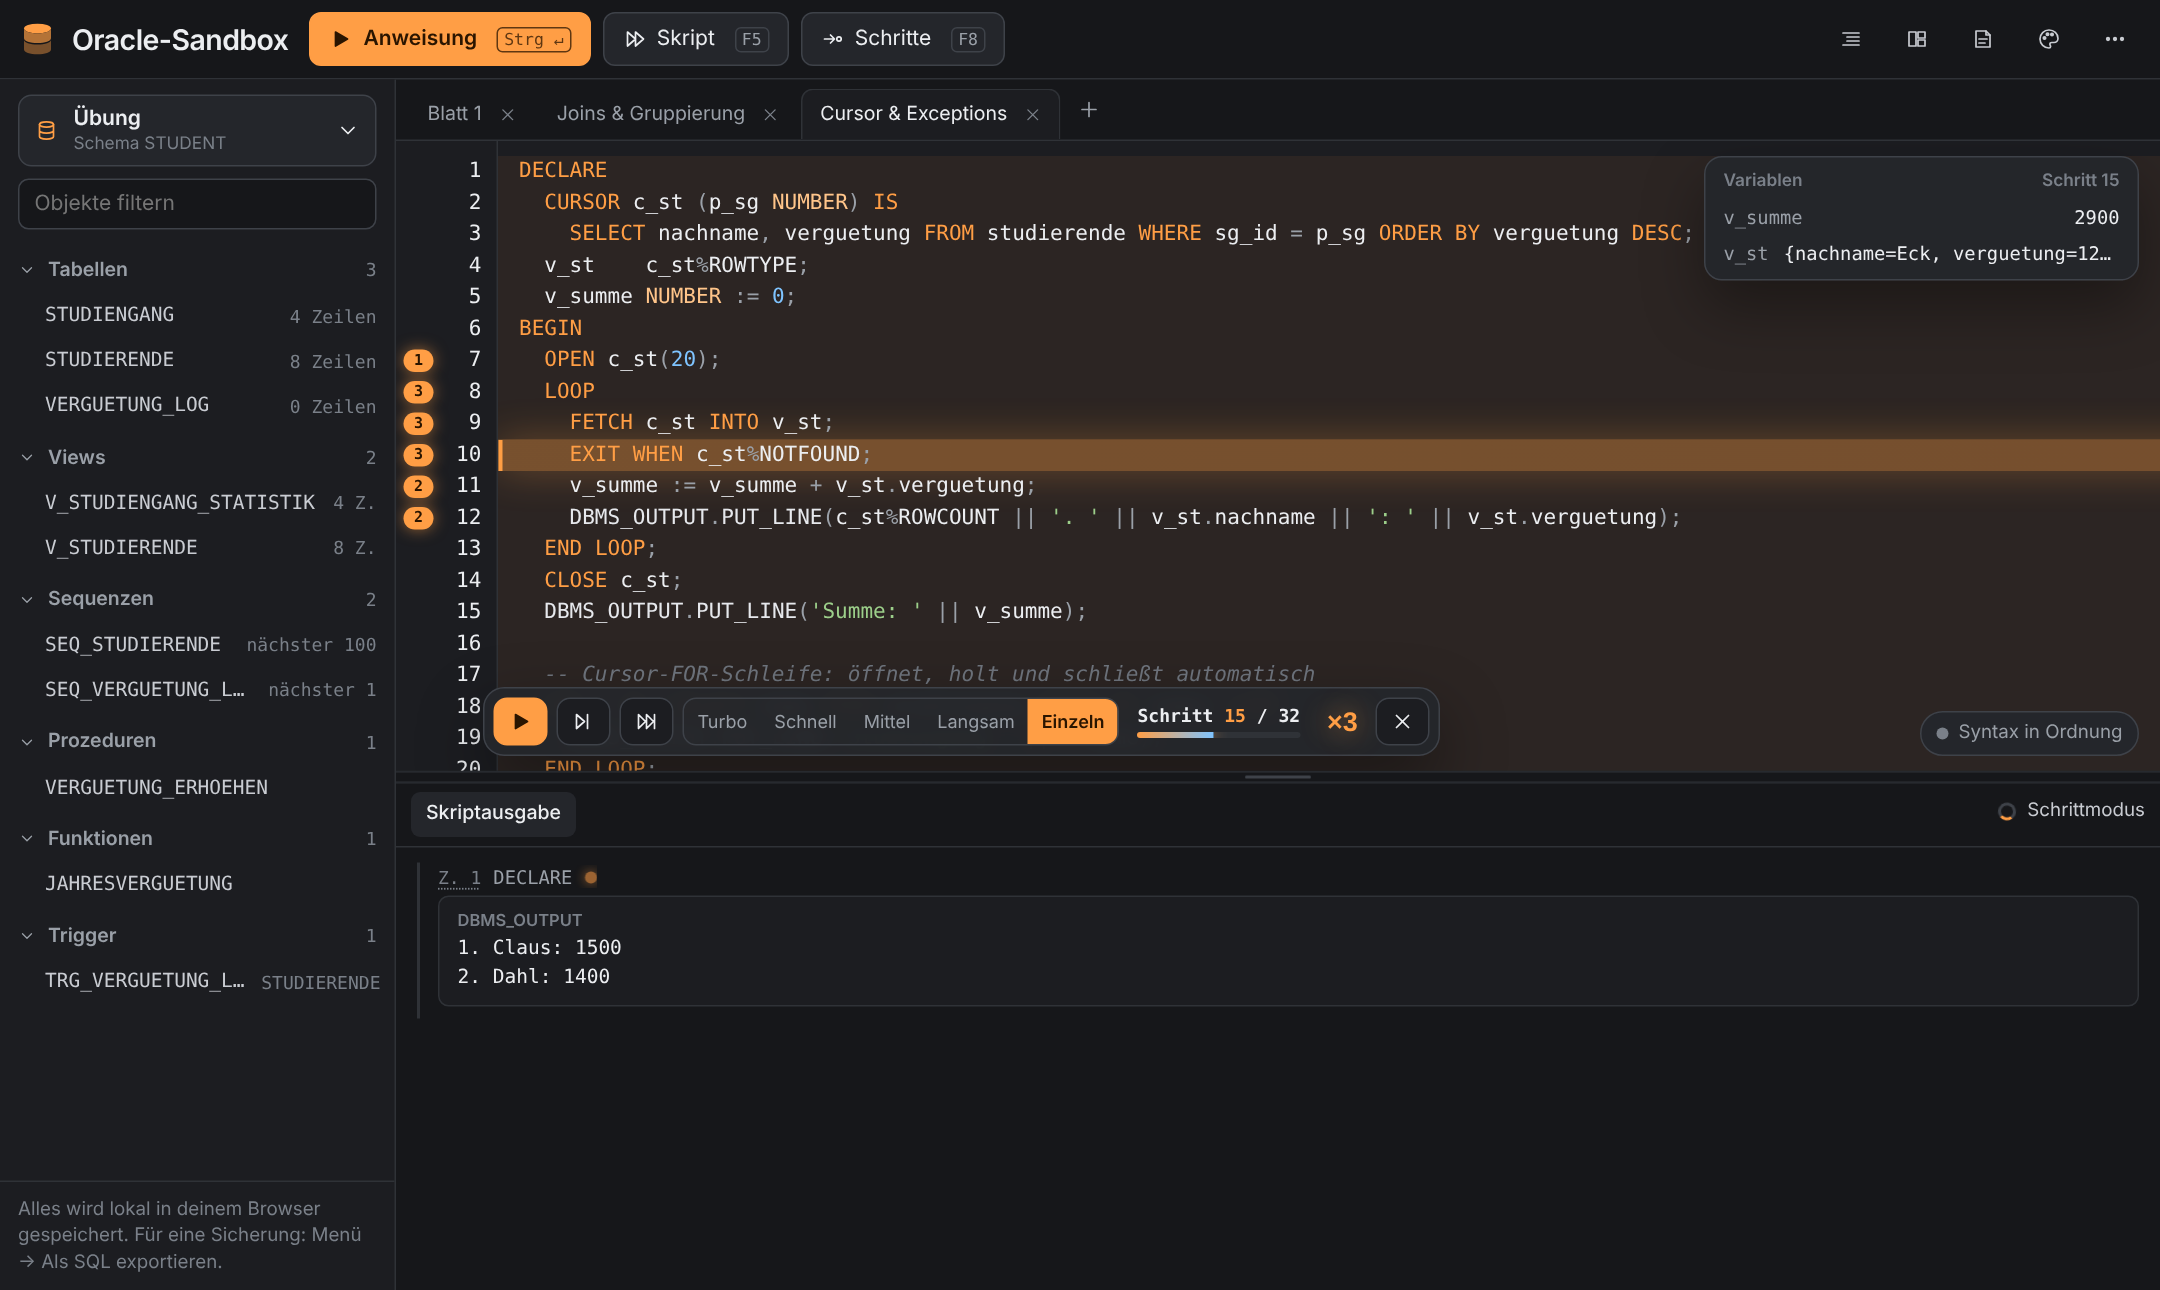 Oracle-Sandbox
Anweisung Strg ↵
Skript F5
Schritte F8
Übung
Schema STUDENT
Objekte filtern
Tabellen 3
STUDIENGANG 4 Zeilen
STUDIERENDE 8 Zeilen
VERGUETUNG_LOG 0 Zeilen
Views 2
V_STUDIENGANG_STATISTIK 4 Z.
V_STUDIERENDE 8 Z.
Sequenzen 2
SEQ_STUDIERENDE nächster 100
SEQ_VERGUETUNG_L… nächster 1
Prozeduren 1
VERGUETUNG_ERHOEHEN
Funktionen 1
JAHRESVERGUETUNG
Trigger 1
TRG_VERGUETUNG_L… STUDIERENDE
Alles wird lokal in deinem Browser
gespeichert. Für eine Sicherung: Menü
→ Als SQL exportieren.
Blatt 1
Joins & Gruppierung
Cursor & Exceptions
1 DECLARE
2 CURSOR c_st (p_sg NUMBER) IS
3 SELECT nachname, verguetung FROM studierende WHERE sg_id = p_sg ORDER BY verguetung DESC;
4 v_st    c_st%ROWTYPE;
5 v_summe NUMBER := 0;
6 BEGIN
1 7 OPEN c_st(20);
3 8 LOOP
3 9 FETCH c_st INTO v_st;
3 10 EXIT WHEN c_st%NOTFOUND;
2 11 v_summe := v_summe + v_st.verguetung;
2 12 DBMS_OUTPUT.PUT_LINE(c_st%ROWCOUNT || '. ' || v_st.nachname || ': ' || v_st.verguetung);
13 END LOOP;
14 CLOSE c_st;
15 DBMS_OUTPUT.PUT_LINE('Summe: ' || v_summe);
16
17 -- Cursor-FOR-Schleife: öffnet, holt und schließt automatisch
18
19
20 END LOOP;
Variablen Schritt 15
v_summe 2900
v_st {nachname=Eck, verguetung=12…
Turbo Schnell Mittel Langsam Einzeln
Schritt 15 / 32
×3
Syntax in Ordnung
Skriptausgabe
Schrittmodus
Z. 1 DECLARE
DBMS_OUTPUT
1. Claus: 1500
2. Dahl: 1400